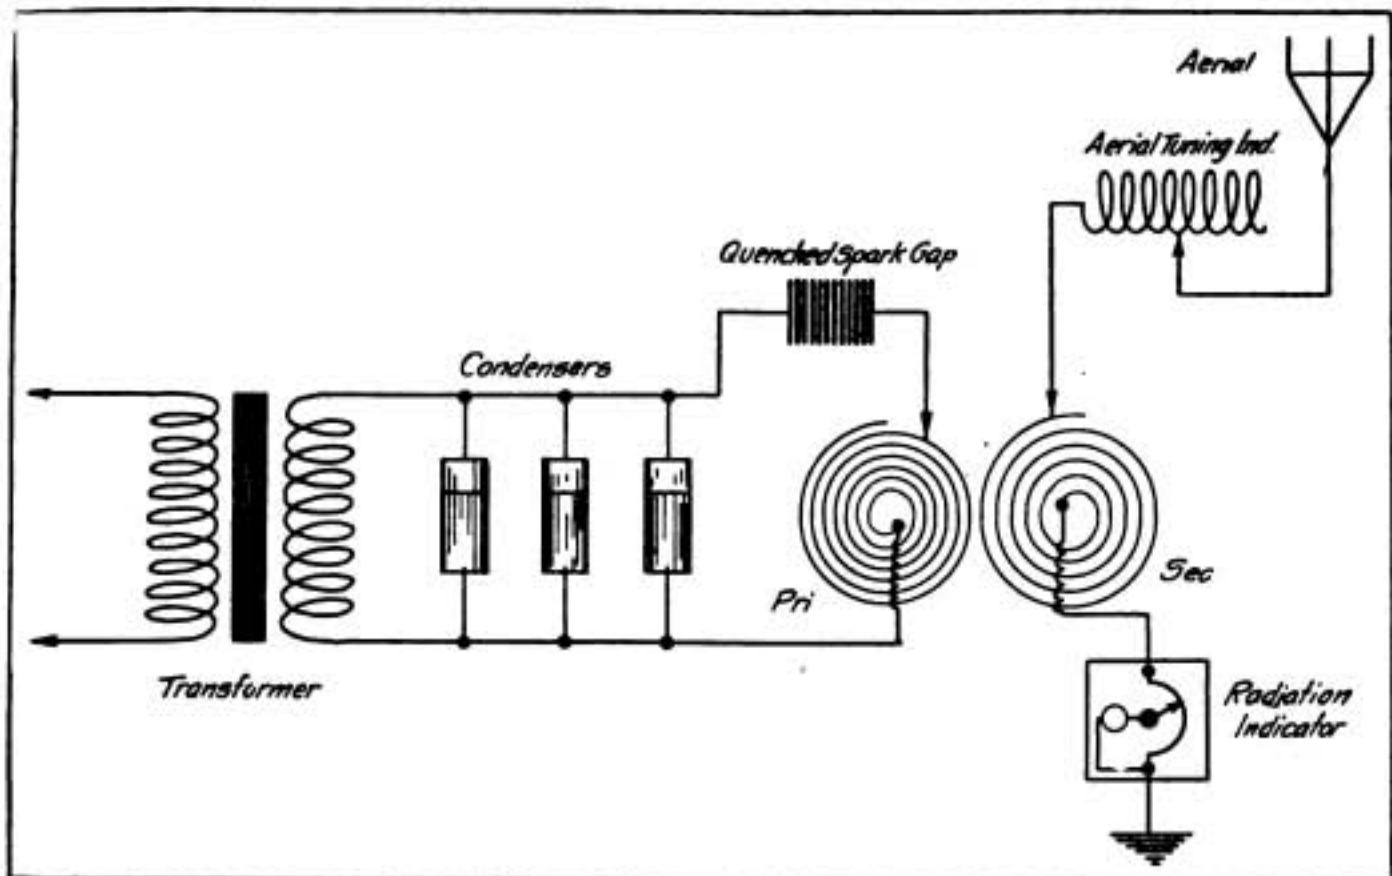 Aerial
Aerial Tuning Ind.
Quenched Spark Gap
Condensers
Pri
Sec
Transformer
Radiation
Indicator